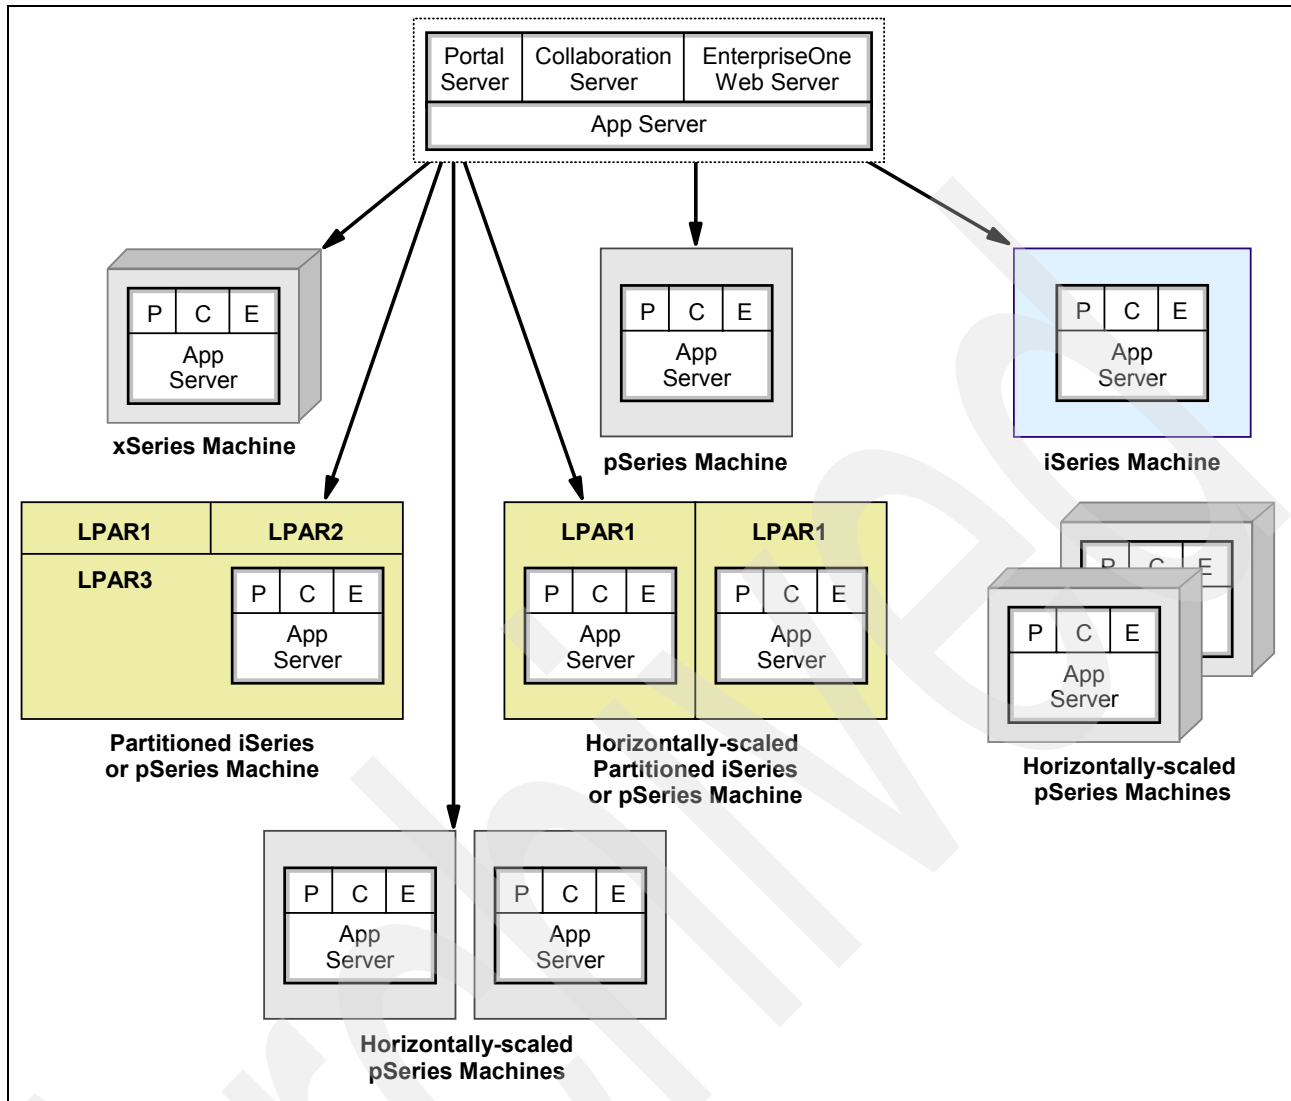 Portal
Server
Collaboration
Server
EnterpriseOne
Web Server
App Server
P C E
App
Server
xSeries Machine
P C E
App
Server
pSeries Machine
P C E
App
Server
iSeries Machine
LPAR1
LPAR2
LPAR3
P C E
App
Server
Partitioned iSeries
or pSeries Machine
LPAR1
LPAR1
P C E
App
Server
P C E
App
Server
Horizontally-scaled
Partitioned iSeries
or pSeries Machine
P C E
P C E
App
Server
Horizontally-scaled
pSeries Machines
P C E
App
Server
P C E
App
Server
Horizontally-scaled
pSeries Machines